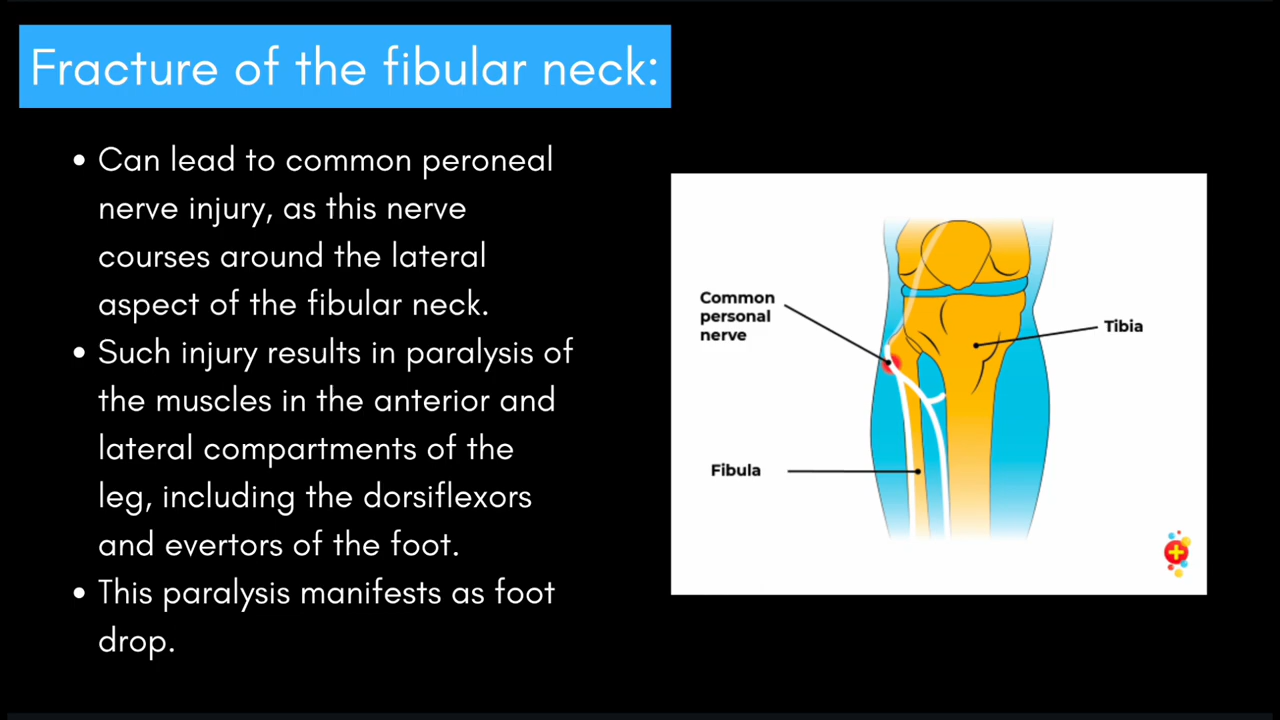 Fracture of the fibular neck:
• Can lead to common peroneal
nerve injury, as this nerve
courses around the lateral
aspect of the fibular neck.
• Such injury results in paralysis of
the muscles in the anterior and
lateral compartments of the
leg, including the dorsiflexors
and evertors of the foot.
• This paralysis manifests as foot
drop.
Common
personal
nerve
Tibia
Fibula